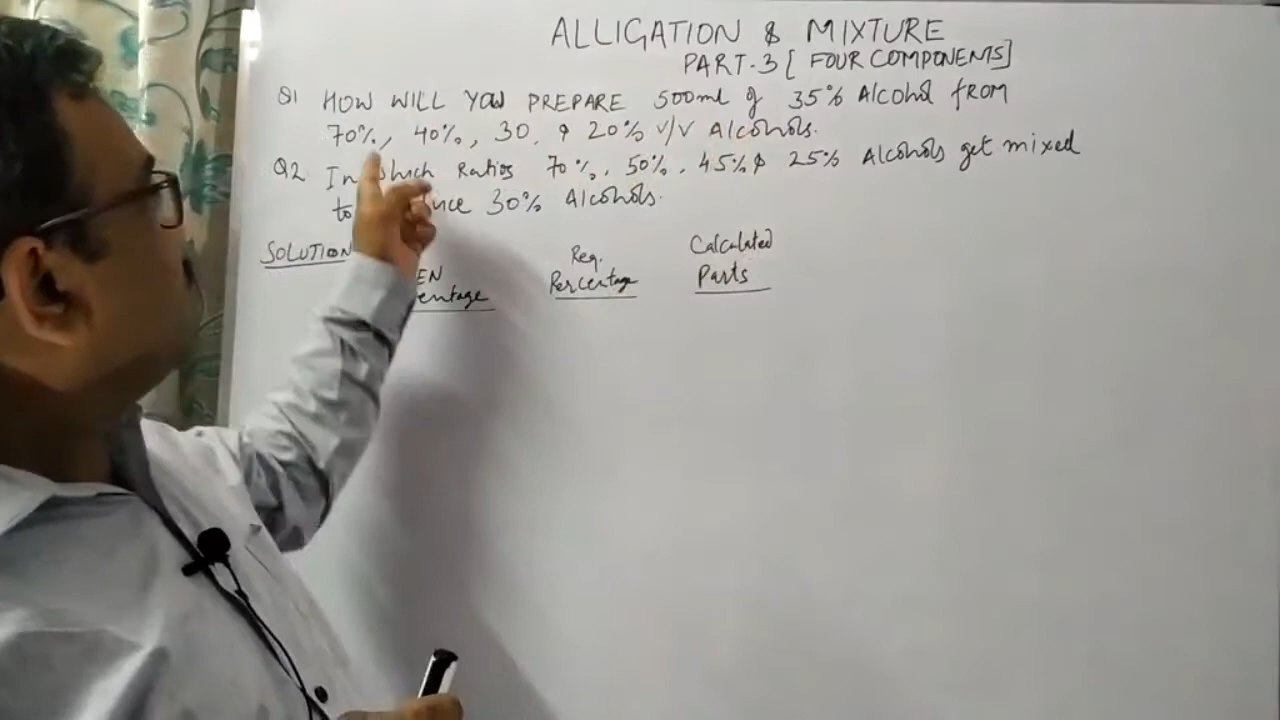 ALLIGATION & MIXTURE
PART-3 [FOUR COMPONENTS]
Q1 HOW WILL YOU PREPARE 500ml of 35% Alcohol FROM
70%, 40%, 30, & 20% V/V Alcohols.
Q2 In which Ratios 70%, 50%, 45% & 25% Alcohols get mixed
to 30% Alcohols.
SOLUTION
Req. Percentage
Calculated Parts